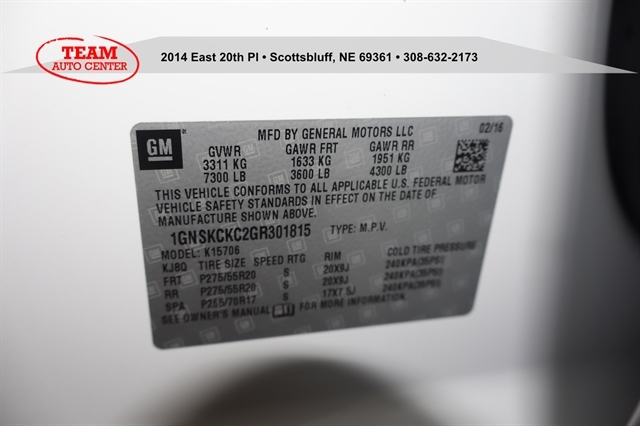 TEAM
AUTO CENTER
2014 East 20th Pl • Scottsbluff, NE 69361 • 308-632-2173
GM
MFD BY GENERAL MOTORS LLC 02/16
GVWR GAWR FRT GAWR RR
3311 KG 1633 KG 1951 KG
7300 LB 3600 LB 4300 LB
THIS VEHICLE CONFORMS TO ALL APPLICABLE U.S. FEDERAL MOTOR
VEHICLE SAFETY STANDARDS IN EFFECT ON THE DATE OF
MANUFACTURE SHOWN ABOVE.
1GNSKCKC2GR301815 TYPE: M.P.V.
MODEL: K15706
KJ8Q TIRE SIZE SPEED RTG RIM COLD TIRE PRESSURE
FRT P275/55R20 S 20X9J 240KPA(35PSI)
RR P275/55R20 S 20X9J 240KPA(35PSI)
SPA P255/70R17 S 17X7.5J 240KPA(35PSI)
SEE OWNER'S MANUAL FOR MORE INFORMATION.